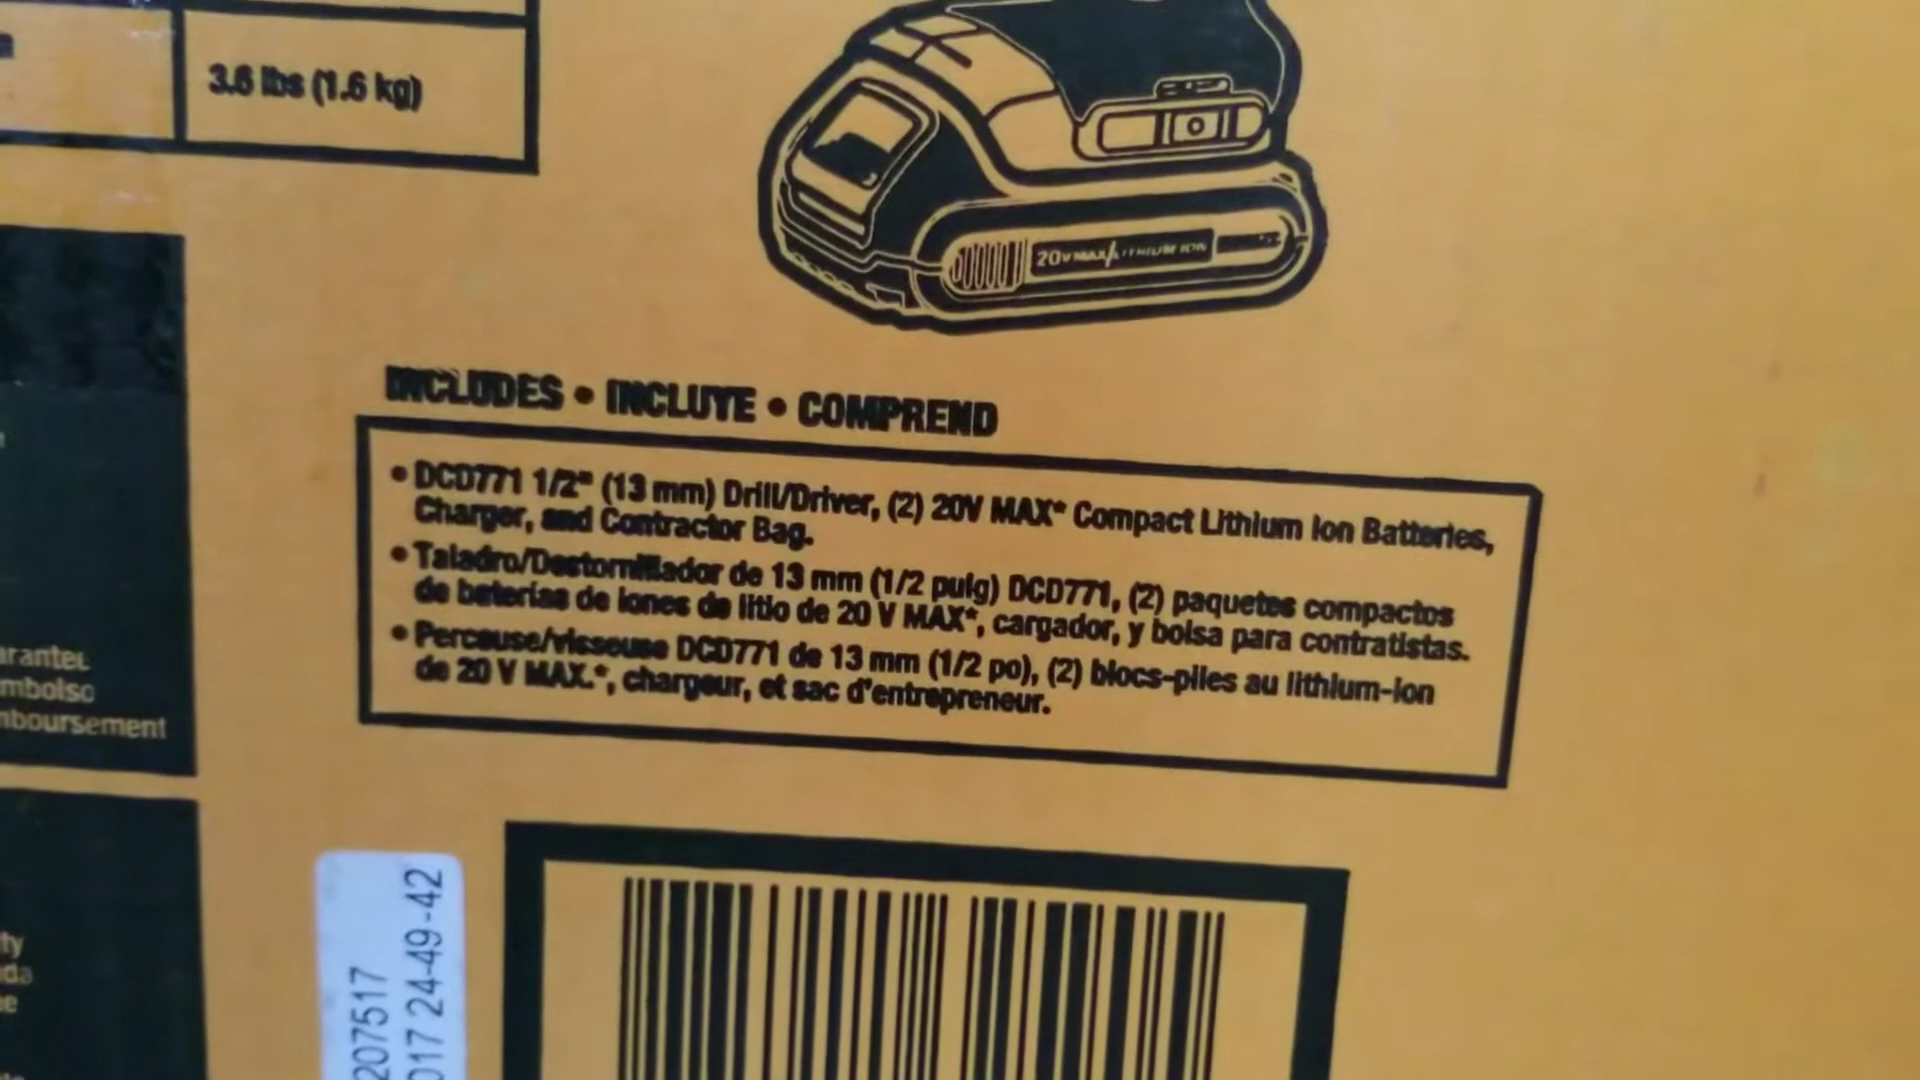 3.6 lbs (1.6 kg)
20V MAX LITHIUM ION
INCLUDES • INCLUYE • COMPREND
• DCD771 1/2" (13 mm) Drill/Driver, (2) 20V MAX* Compact Lithium Ion Batteries,
Charger, and Contractor Bag.
• Taladro/Destornillador de 13 mm (1/2 pulg) DCD771, (2) paquetes compactos
de baterías de iones de litio de 20 V MAX*, cargador, y bolsa para contratistas.
• Perceuse/visseuse DCD771 de 13 mm (1/2 po), (2) blocs-piles au lithium-ion
de 20 V MAX.*, chargeur, et sac d'entrepreneur.
mbolso
mboursement
207517
017 24-49-42